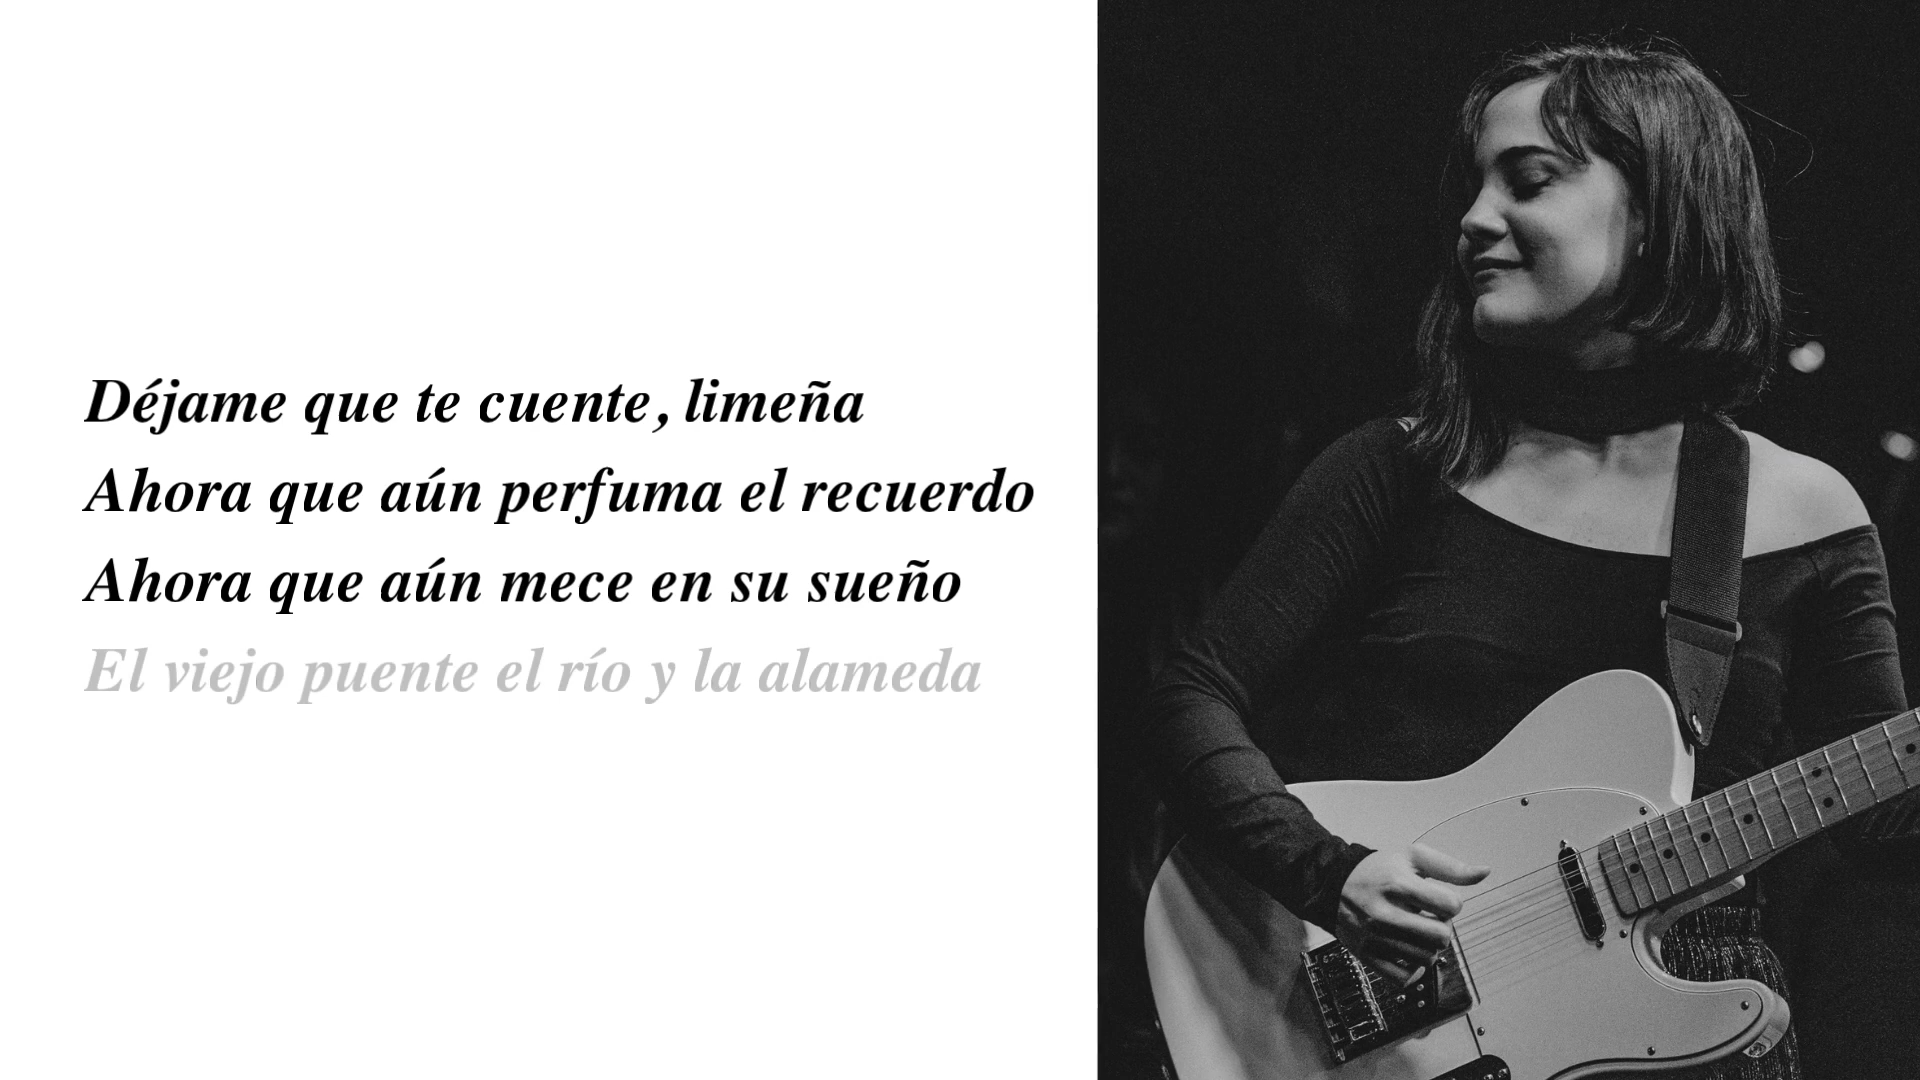 Déjame que te cuente, limeña
Ahora que aún perfuma el recuerdo
Ahora que aún mece en su sueño
El viejo puente el río y la alameda